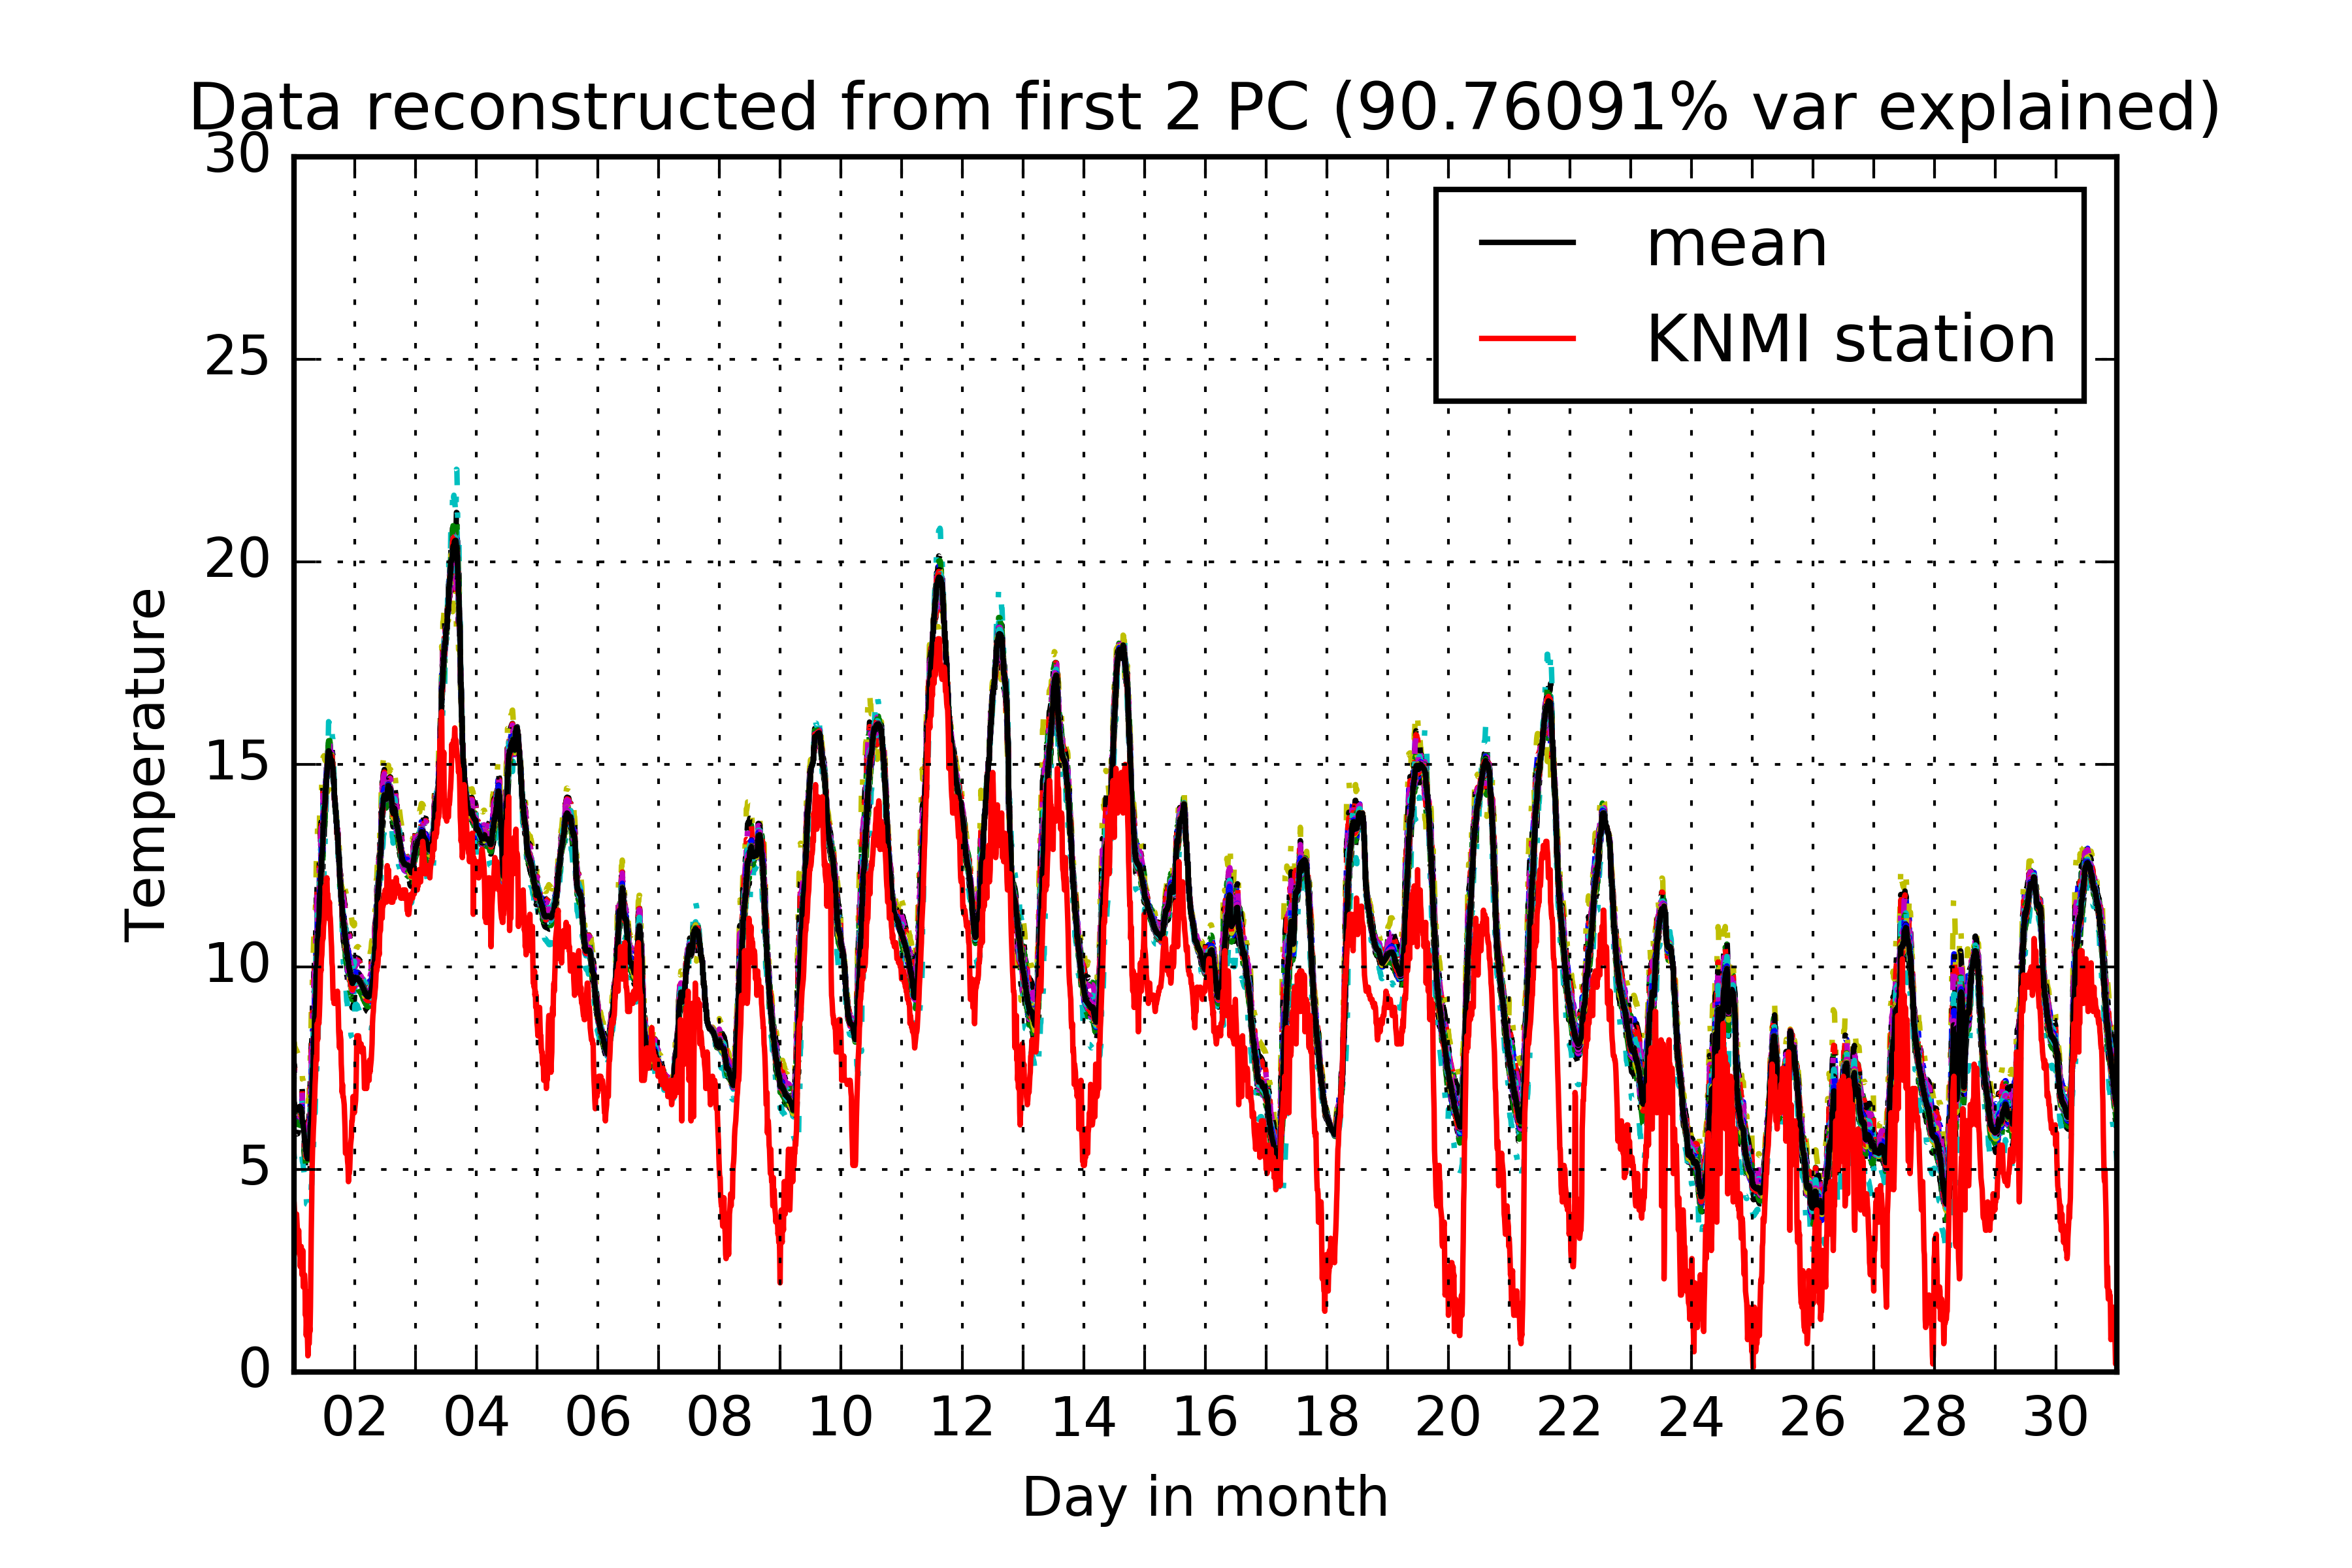 Data reconstructed from first 2 PC (90.76091% var explained)
30
25
20
15
10
5
0
Temperature
mean
KNMI station
02 04 06 08 10 12 14 16 18 20 22 24 26 28 30
Day in month